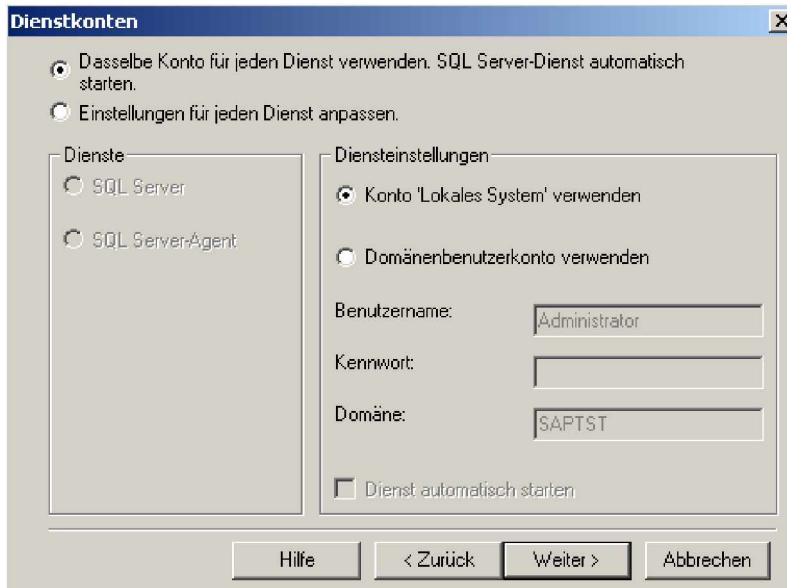 Dienstkonten
Dasselbe Konto für jeden Dienst verwenden. SQL Server-Dienst automatisch
starten.
Einstellungen für jeden Dienst anpassen.
Dienste
SQL Server
SQL Server-Agent
Diensteinstellungen
Konto 'Lokales System' verwenden
Domänenbenutzerkonto verwenden
Benutzername:
Administrator
Kennwort:
Domäne:
SAPTST
Dienst automatisch starten
Hilfe
< Zurück
Weiter >
Abbrechen